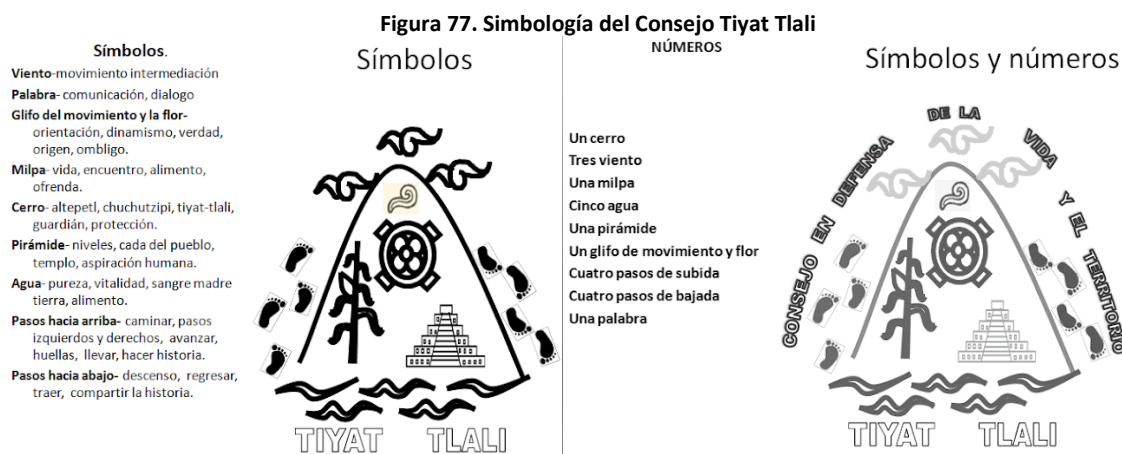 Figura 77. Simbología del Consejo Tiyat Tlali
Símbolos.
Viento-movimiento intermediación
Palabra- comunicación, dialogo
Glifo del movimiento y la flor-
orientación, dinamismo, verdad,
origen, ombligo.
Milpa- vida, encuentro, alimento,
ofrenda.
Cerro- altepetl, chuchutzipi, tiyat-tlali,
guardián, protección.
Pirámide- niveles, cada del pueblo,
templo, aspiración humana.
Agua- pureza, vitalidad, sangre madre
tierra, alimento.
Pasos hacia arriba- caminar, pasos
izquierdos y derechos, avanzar,
huellas, llevar, hacer historia.
Pasos hacia abajo- descenso, regresar,
traer, compartir la historia.
Símbolos
TIYAT TLALI
NÚMEROS
Un cerro
Tres viento
Una milpa
Cinco agua
Una pirámide
Un glifo de movimiento y flor
Cuatro pasos de subida
Cuatro pasos de bajada
Una palabra
Símbolos y números
CONSEJO EN DEFENSA DE LA VIDA Y EL TERRITORIO
TIYAT TLALI